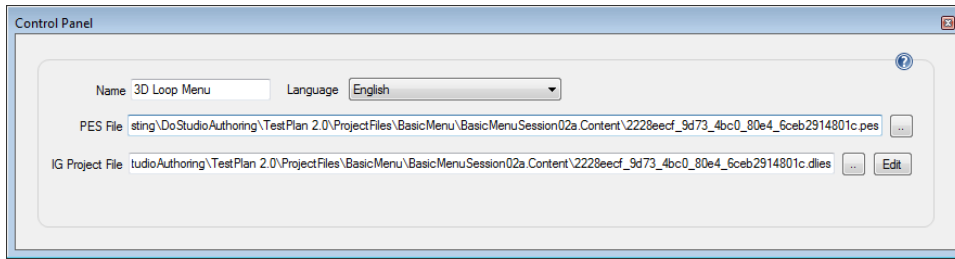 Control Panel
?
Name 3D Loop Menu Language English
PES File sting\DoStudioAuthoring\TestPlan 2.0\ProjectFiles\BasicMenu\BasicMenuSession02a.Content\2228eecf_9d73_4bc0_80e4_6ceb2914801c.pes ..
IG Project File tudioAuthoring\TestPlan 2.0\ProjectFiles\BasicMenu\BasicMenuSession02a.Content\2228eecf_9d73_4bc0_80e4_6ceb2914801c.dlies .. Edit